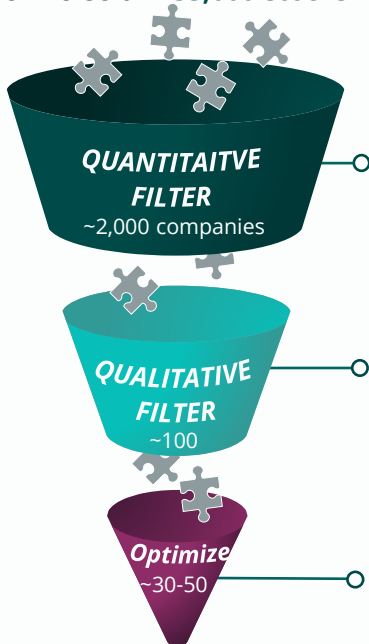 QUANTITAITVE
FILTER
~2,000 companies
QUALITATIVE
FILTER
~100
Optimize
~30-50